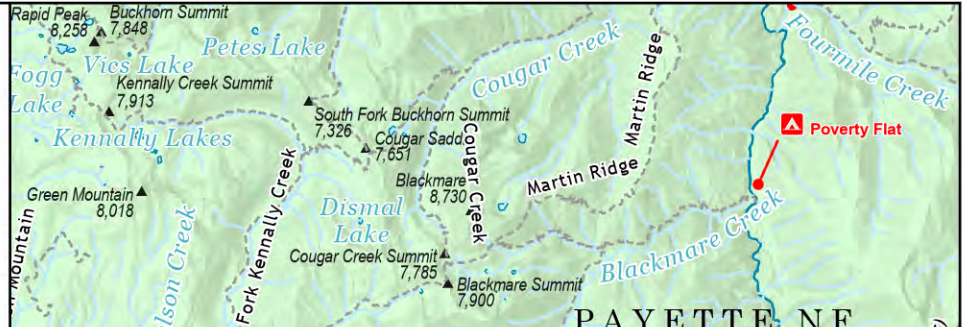 Rapid Peak
8,258
Buckhorn Summit
7,848
Petes Lake
Vics Lake
Fogg
Lake
Kennally Creek Summit
7,913
Kennally Lakes
South Fork Buckhorn Summit
7,326
Cougar Sadd.
7,651
Cougar Creek
Cougar Creek
Martin Ridge
Martin Ridge
Fourmile Creek
Poverty Flat
Blackmare
8,730
Green Mountain
8,018
Dismal
Lake
Fork Kennally Creek
Cougar Creek Summit
7,785
Blackmare Summit
7,900
Blackmare Creek
Mountain
lson Creek
PAYETTE NF